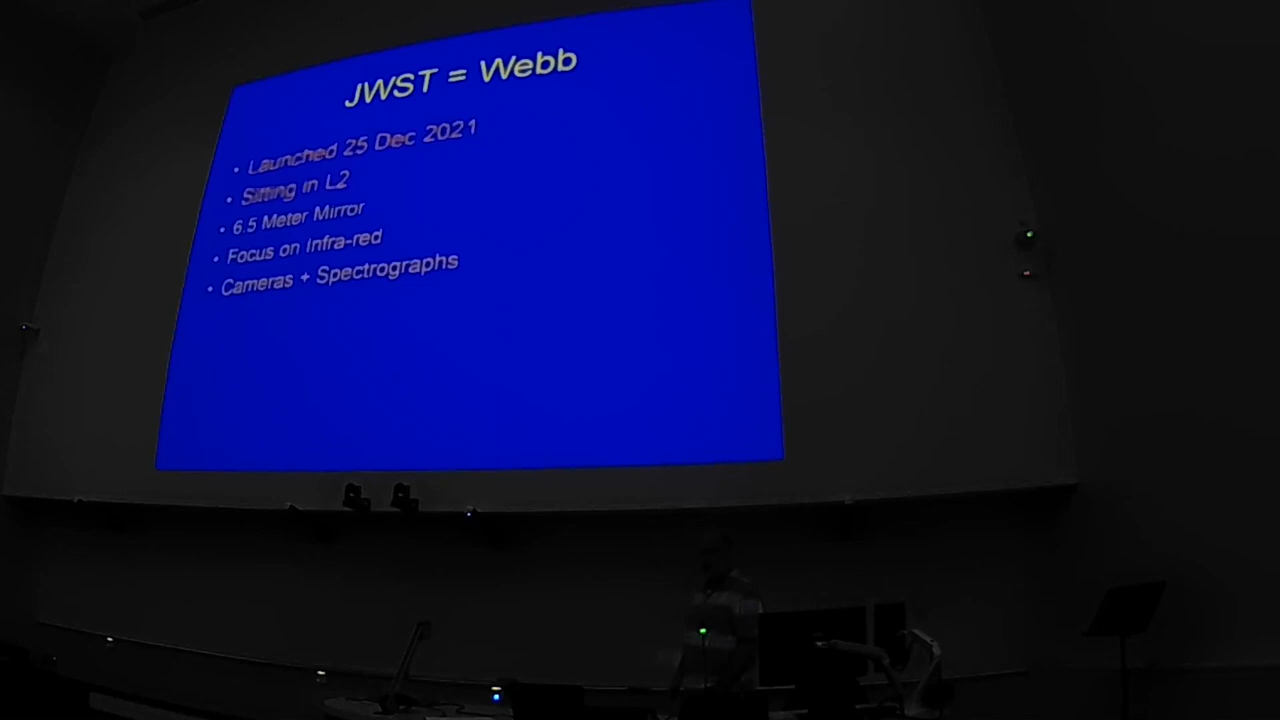 JWST = Webb
• Launched 25 Dec 2021
• Sitting in L2
• 6.5 Meter Mirror
• Focus on Infra-red
• Cameras + Spectrographs